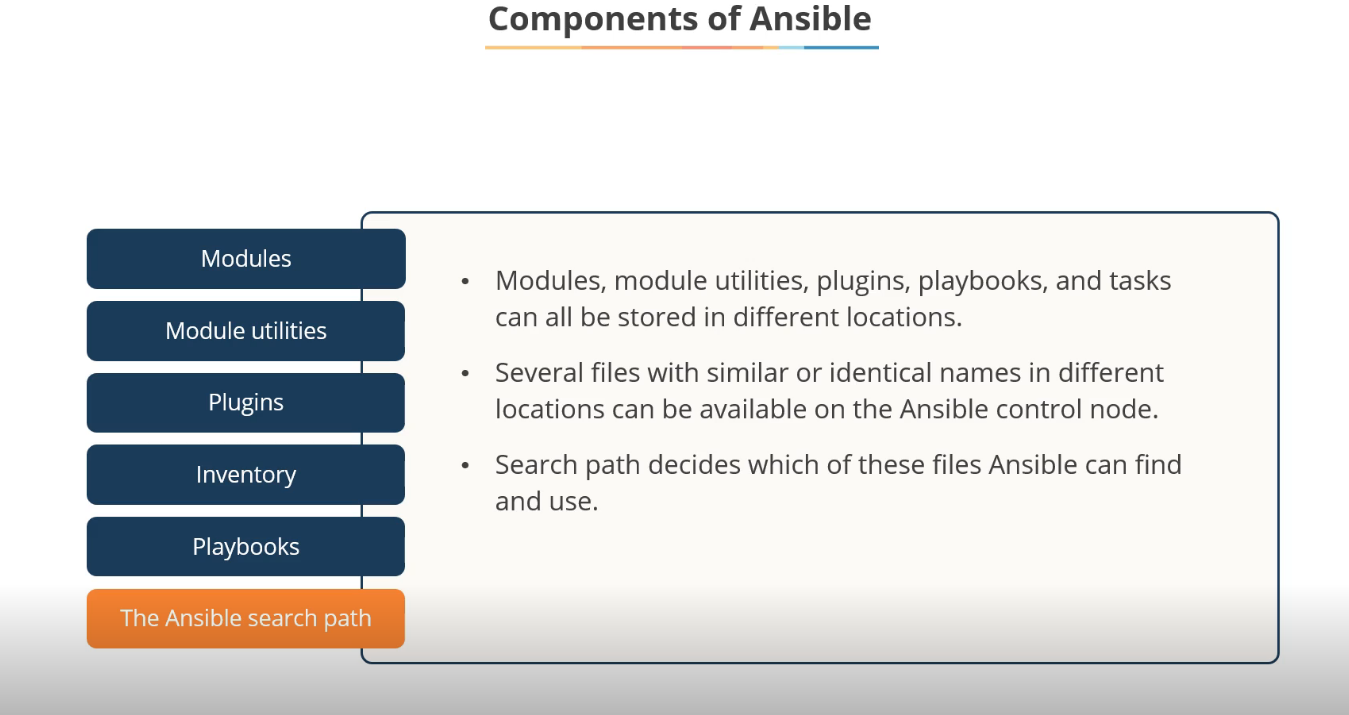 Components of Ansible
Modules
Module utilities
Plugins
Inventory
Playbooks
The Ansible search path
• Modules, module utilities, plugins, playbooks, and tasks
can all be stored in different locations.
• Several files with similar or identical names in different
locations can be available on the Ansible control node.
• Search path decides which of these files Ansible can find
and use.